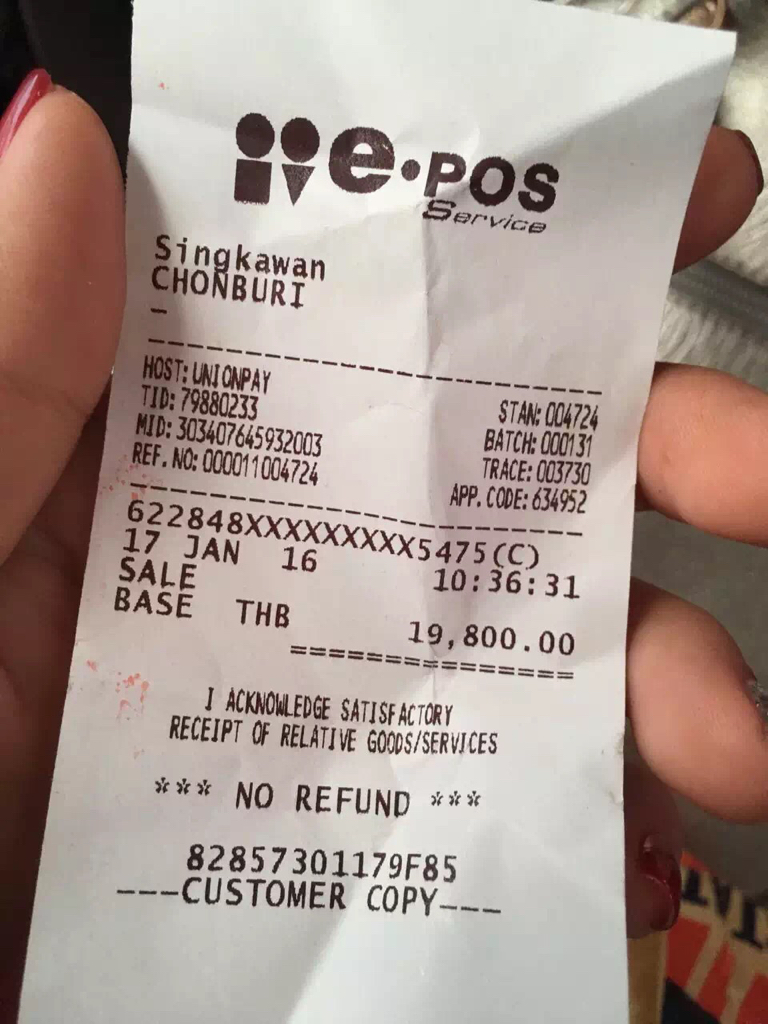 e•POS
Service
Singkawan
CHONBURI
-
HOST: UNIONPAY
TID: 79880233 STAN: 004724
MID: 303407645932003 BATCH: 000131
REF. NO: 000011004724 TRACE: 003730
APP. CODE: 634952
622848XXXXXXXXX5475(C)
17 JAN 16 10:36:31
SALE
BASE THB 19,800.00
===============
I ACKNOWLEDGE SATISFACTORY
RECEIPT OF RELATIVE GOODS/SERVICES
*** NO REFUND ***
82857301179F85
---CUSTOMER COPY---